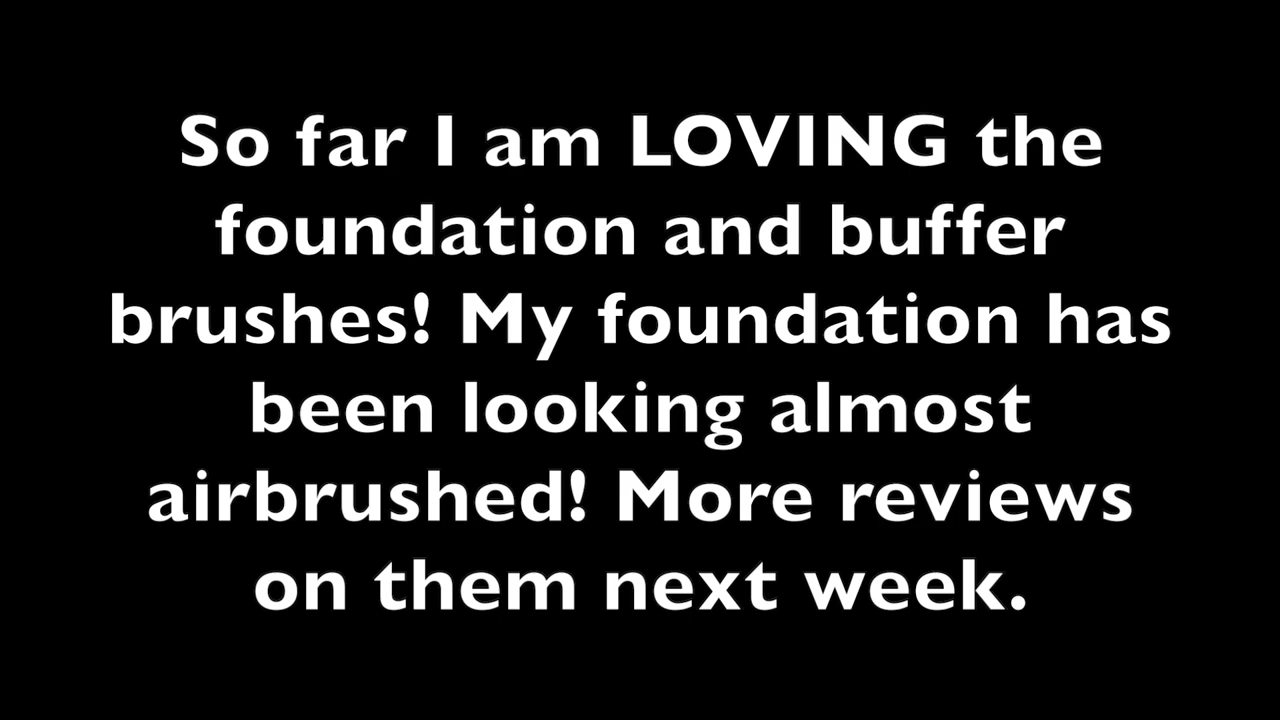 So far I am LOVING the
foundation and buffer
brushes! My foundation has
been looking almost
airbrushed! More reviews
on them next week.